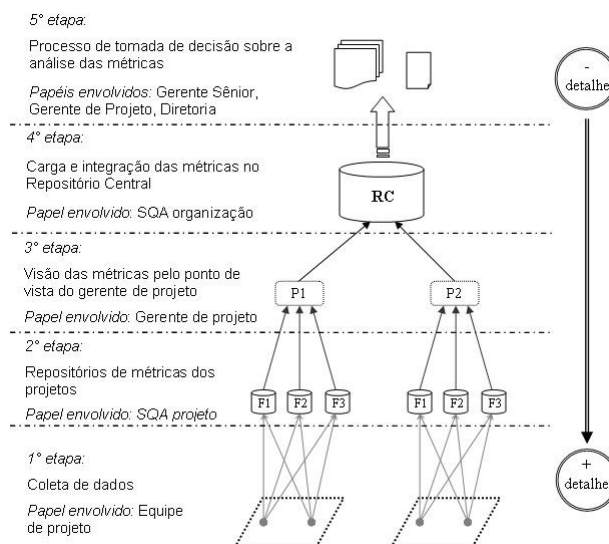 5° etapa:
Processo de tomada de decisão sobre a
análise das métricas
Papéis envolvidos: Gerente Sênior,
Gerente de Projeto, Diretoria
-
detalhe
4° etapa:
Carga e integração das métricas no
Repositório Central
Papel envolvido: SQA organização
RC
3° etapa:
Visão das métricas pelo ponto de
vista do gerente de projeto
Papel envolvido: Gerente de projeto
P1 P2
2° etapa:
Repositórios de métricas dos
projetos
Papel envolvido: SQA projeto
F1 F2 F3 F1 F2 F3
1° etapa:
Coleta de dados
Papel envolvido: Equipe
de projeto
+
detalhe